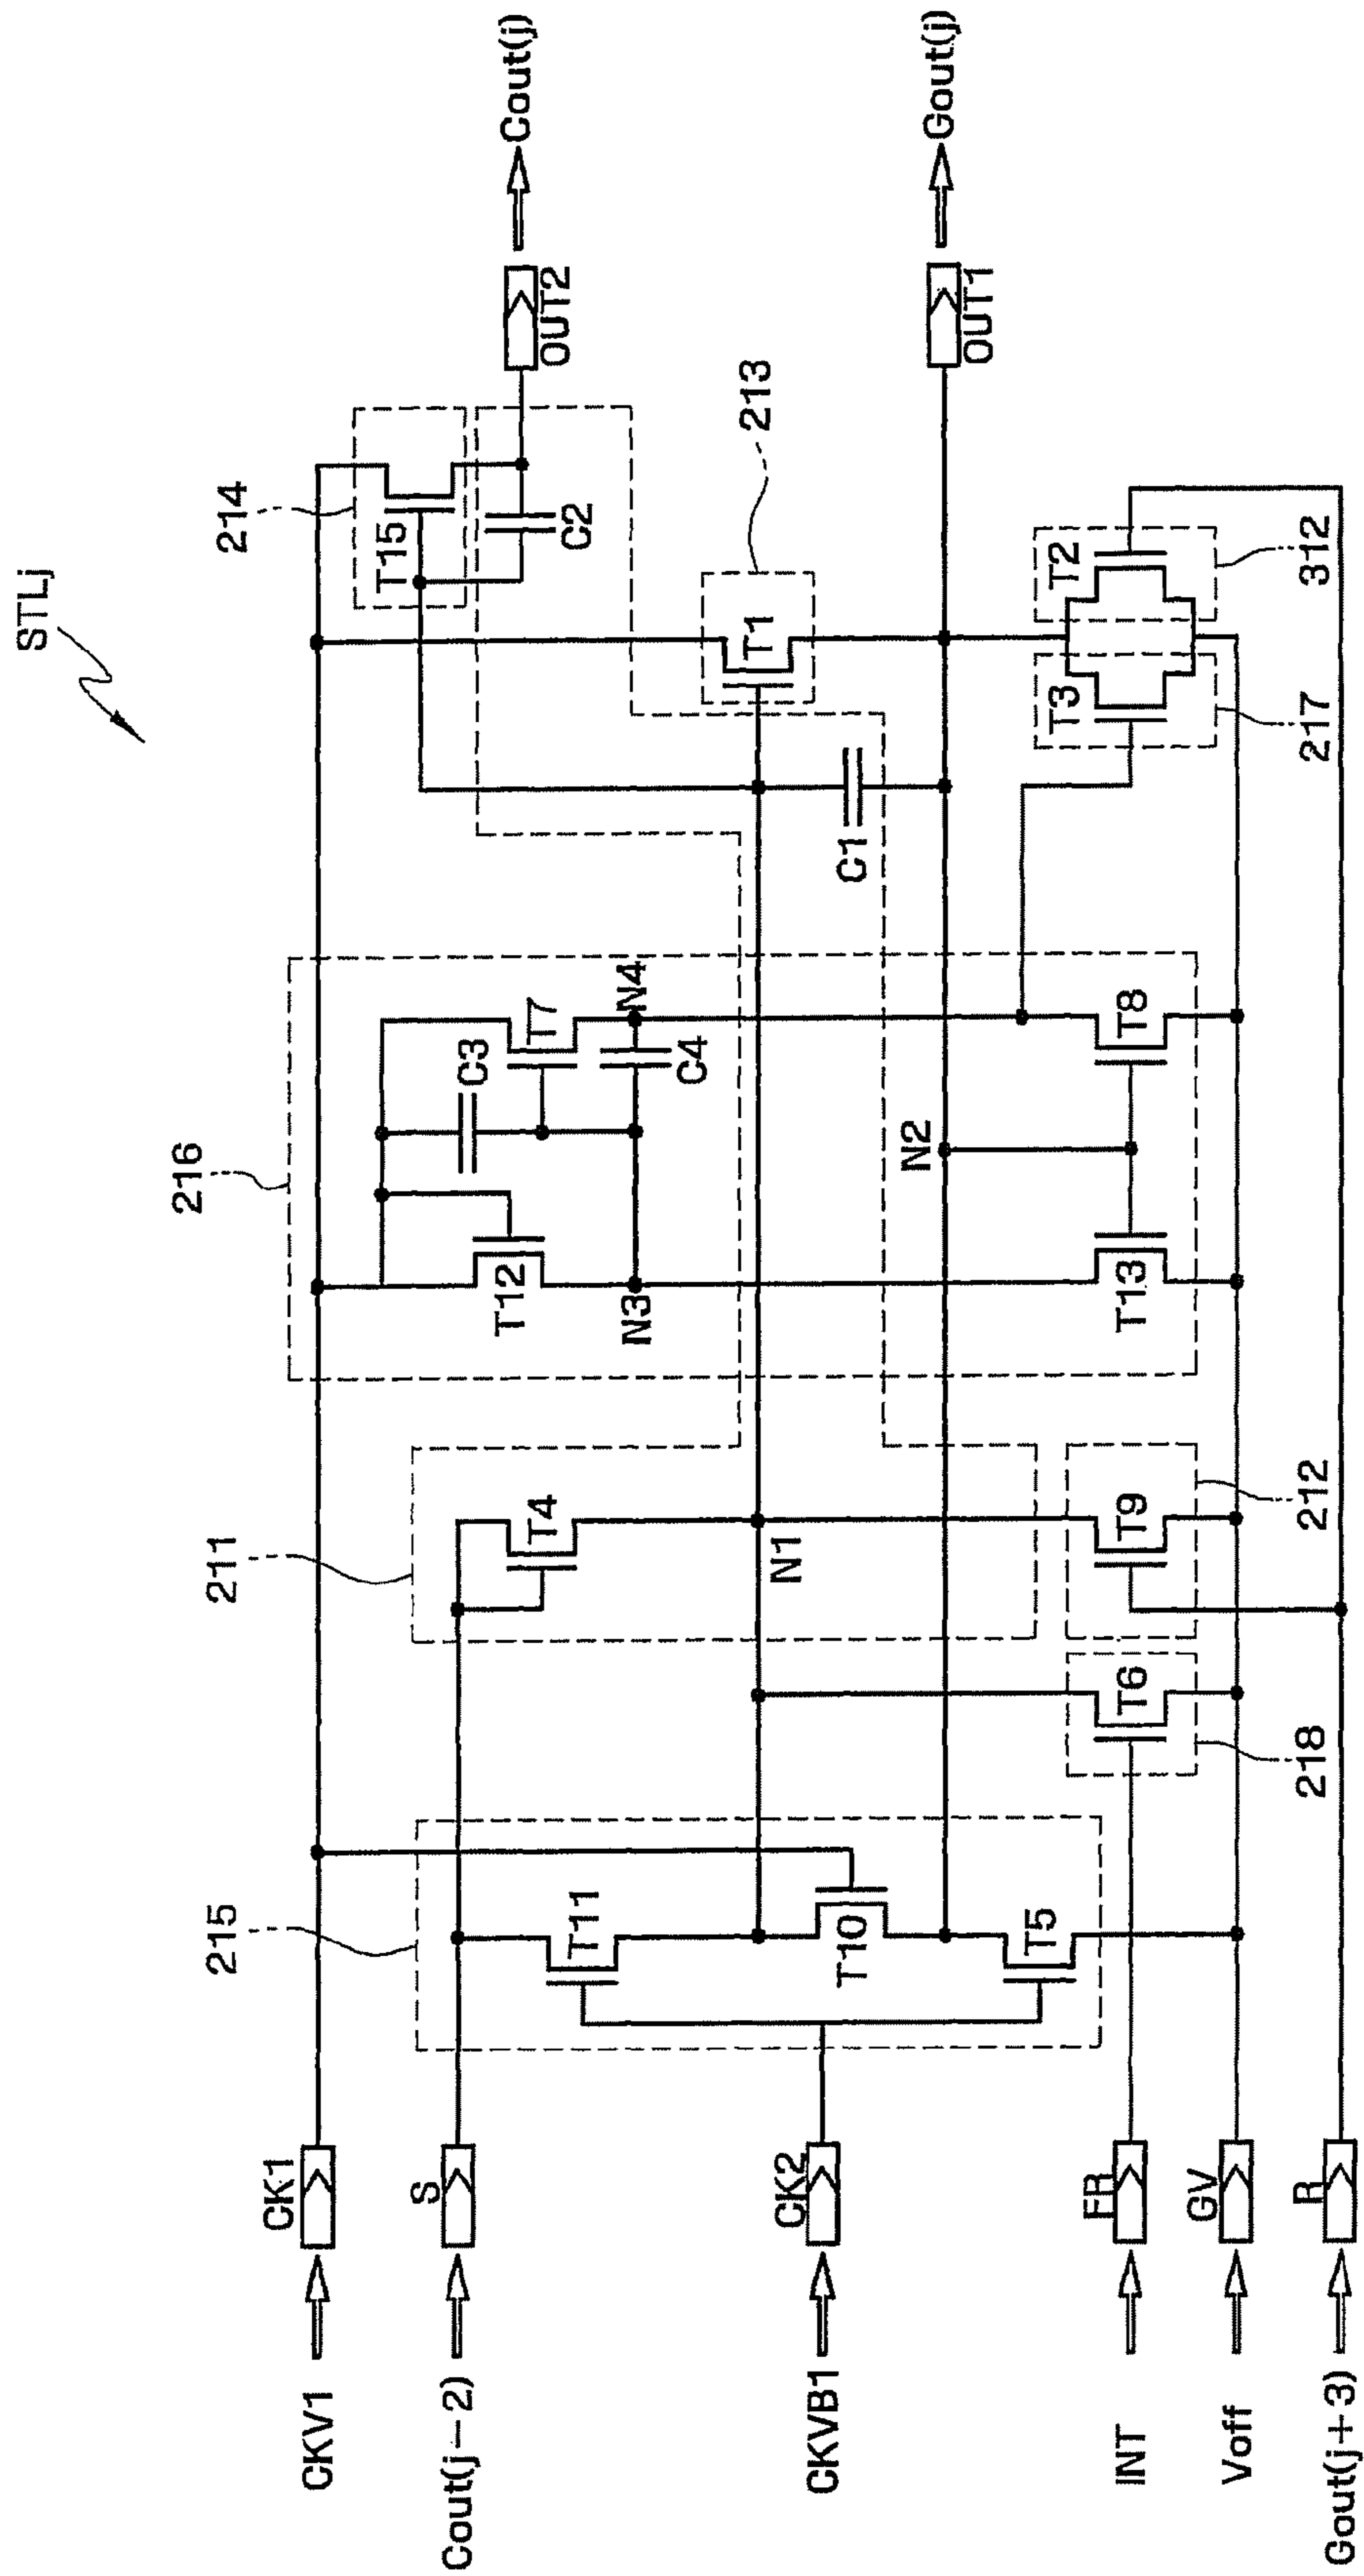 STLj
214
T15
C2
OUT2
Cout(j)
213
T1
C1
OUT1
Gout(j)
T2
312
T3
217
216
C3
T7
N4
C4
T12
N3
N2
T13
T8
211
T4
N1
T9
212
T6
218
215
T11
T10
T5
CK1
CKV1
S
Cout(j−2)
CK2
CKVB1
FR
INT
GV
Voff
R
Gout(j+3)